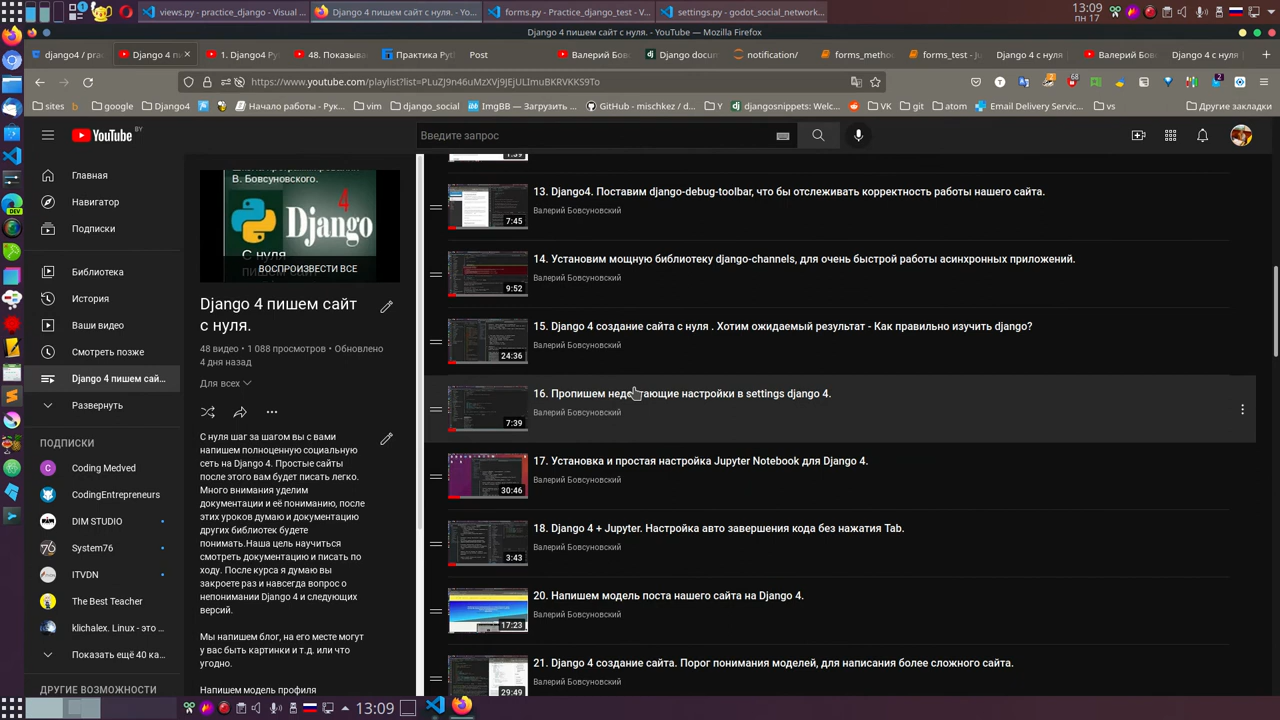 views.py - practice_django - Visual ...
Django 4 пишем сайт с нуля. - Yo...
forms.py - Practice_django_test - V...
settings.py - redot_social_network...
13:09
ПН 17
Django 4 пишем сайт с нуля. - YouTube — Mozilla Firefox
django4 / prac
Django 4 п
1. Django4 Py
48. Показыва
Практика Pyt
Post
Валерий Бов
Django docum
notification/
forms_metho
forms_test - Ju
Django 4 с нуля
Валерий Бов
Django 4 с нуля
https://www.youtube.com/playlist?list=PLuZJ9n46uMzXVj9JEjULImuBKRVKKS9To
sites
b
google
Django4
Начало работы - Рук...
vim
django_social
ImgBB — Загрузить ...
GitHub - mischkez / d...
Y
djangosnippets: Welc...
VK
git
atom
Email Delivery Servic...
vs
Другие закладки
YouTube BY
Введите запрос
Главная
Навигатор
Подписки
Библиотека
История
Ваши видео
Смотреть позже
Django 4 пишем сай...
Развернуть
ПОДПИСКИ
Coding Medved
CodingEntrepreneurs
DIM STUDIO
System76
ITVDN
The Best Teacher
klichalex. Linux - это ...
Показать ещё 40 ка...
ДРУГИЕ ВОЗМОЖНОСТИ
В. Бовсуновского.
4
Django
С нуля
ВОСПРОИЗВЕСТИ ВСЕ
Django 4 пишем сайт
с нуля.
48 видео • 1 088 просмотров • Обновлено
4 дня назад
Для всех
С нуля шаг за шагом вы с вами
напишем полноценную социальную
сеть на Django 4. Простые сайты
после этого вам будет писать легко.
Много внимания уделим
документации и её пониманию, после
этих уроков думаю и документацию
других библиотек будете
понимать.Наша цель научиться
смотреть документацию и писать по
ходу. После курса я думаю вы
закроете раз и навсегда вопрос о
непонимании Django 4 и следующих
версий.
Мы напишем блог, на его месте могут
у вас быть картинки и т.д. или что
угодно.
Напишем модель профиля
1:39
13. Django4. Поставим django-debug-toolbar, что бы отслеживать корректность работы нашего сайта.
Валерий Бовсуновский
7:45
14. Установим мощную библиотеку django-channels, для очень быстрой работы асинхронных приложений.
Валерий Бовсуновский
9:52
15. Django 4 создание сайта с нуля . Хотим ожидаемый результат - Как правильно изучить django?
Валерий Бовсуновский
24:36
16. Пропишем недостающие настройки в settings django 4.
Валерий Бовсуновский
7:39
17. Установка и простая настройка Jupyter Notebook для Django 4.
Валерий Бовсуновский
30:46
18. Django 4 + Jupyter. Настройка авто завершения кода без нажатия Tab.
Валерий Бовсуновский
3:43
20. Напишем модель поста нашего сайта на Django 4.
Валерий Бовсуновский
17:23
Валерий Бовсуновский
29:49
13:09